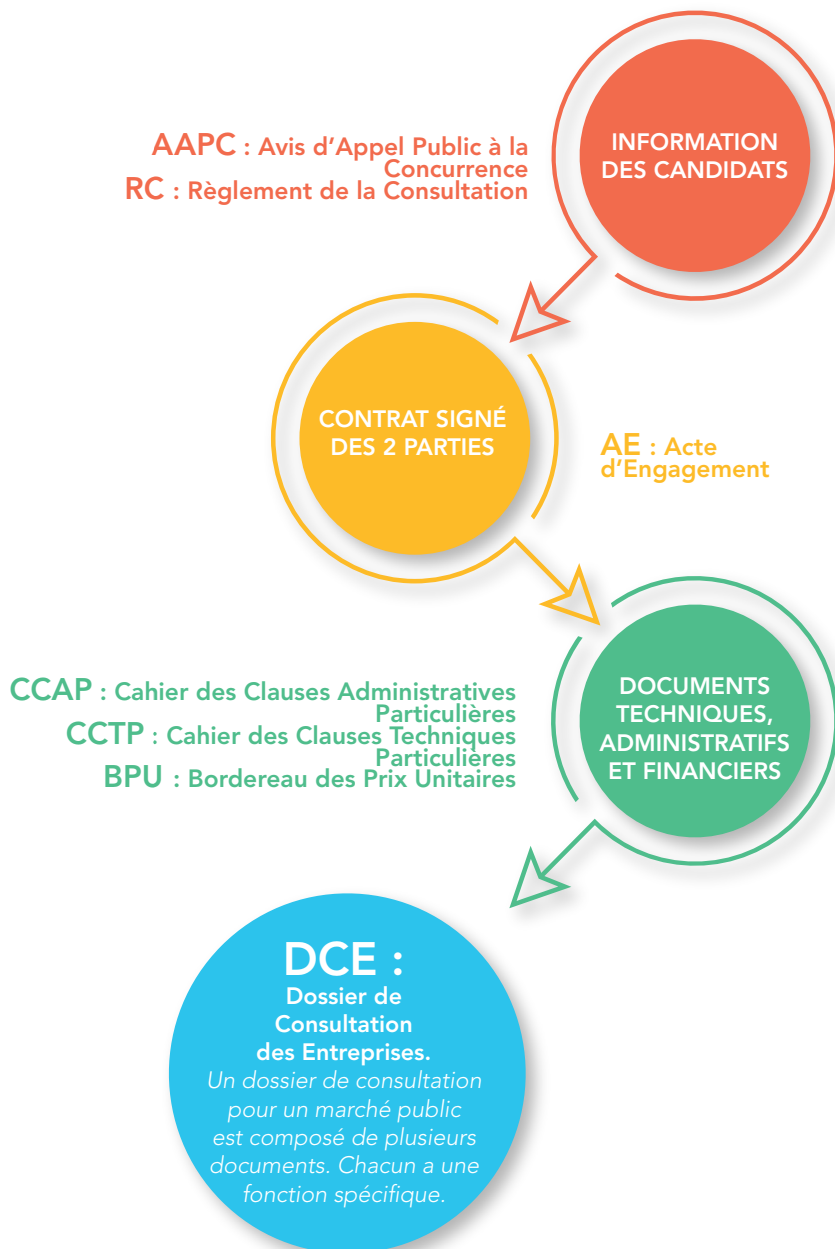 AAPC : Avis d’Appel Public à la
Concurrence
RC : Règlement de la Consultation
INFORMATION
DES CANDIDATS
CONTRAT SIGNÉ
DES 2 PARTIES
AE : Acte
d’Engagement
CCAP : Cahier des Clauses Administratives
Particulières
CCTP : Cahier des Clauses Techniques
Particulières
BPU : Bordereau des Prix Unitaires
DOCUMENTS
TECHNIQUES,
ADMINISTRATIFS
ET FINANCIERS
DCE :
Dossier de
Consultation
des Entreprises.
Un dossier de consultation
pour un marché public
est composé de plusieurs
documents. Chacun a une
fonction spécifique.